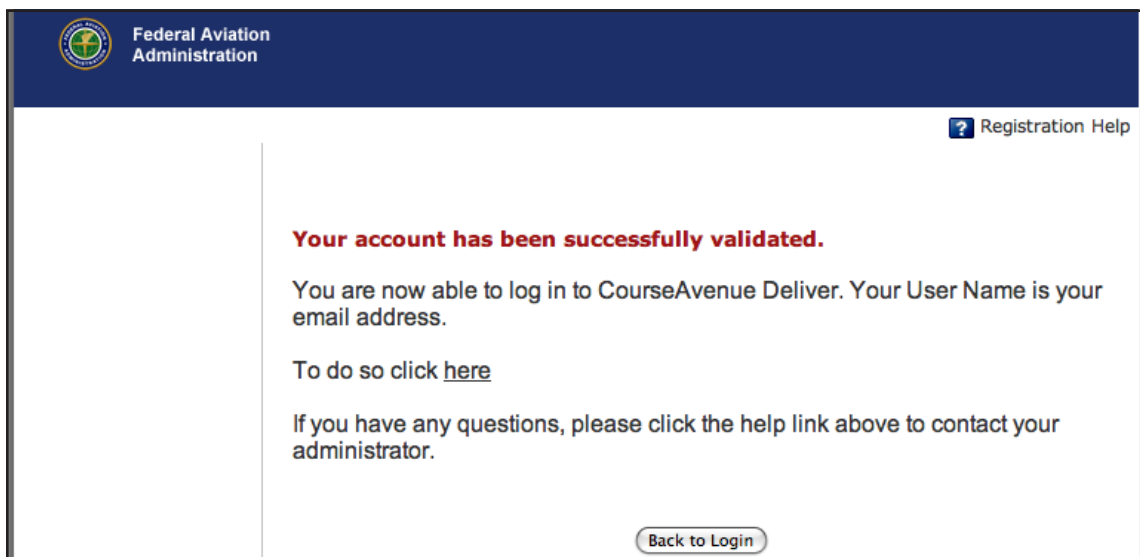 Federal Aviation
Administration
? Registration Help
Your account has been successfully validated.
You are now able to log in to CourseAvenue Deliver. Your User Name is your
email address.
To do so click here
If you have any questions, please click the help link above to contact your
administrator.
Back to Login